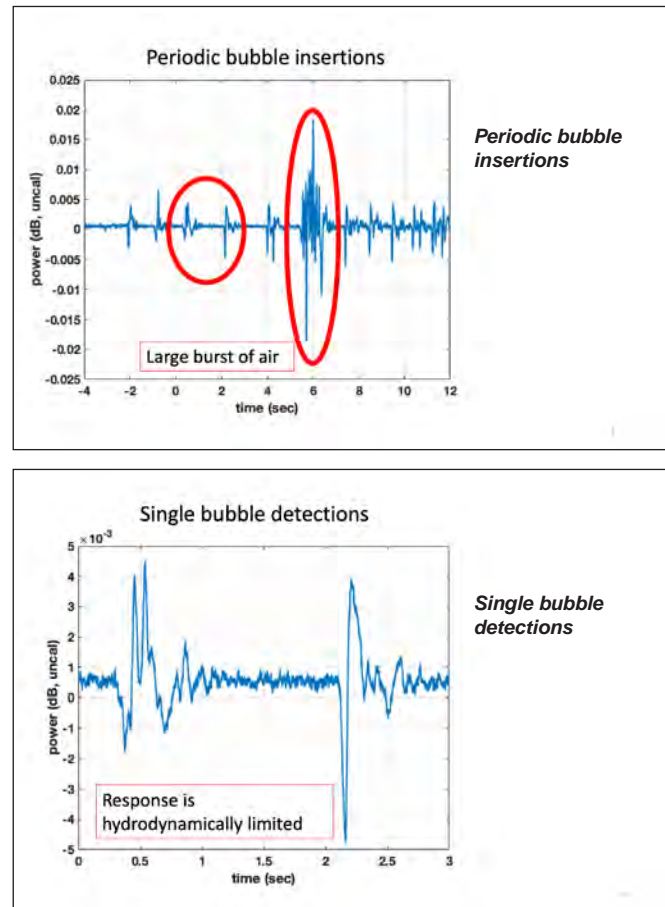 Periodic bubble insertions
0.025
0.02
0.015
0.01
0.005
0
-0.005
-0.01
-0.015
-0.02
-0.025
power (dB, uncal)
Large burst of air
-4 -2 0 2 4 6 8 10 12
time (sec)
Periodic bubble
insertions
Single bubble detections
×10-3
5
4
3
2
1
0
-1
-2
-3
-4
-5
power (dB, uncal)
Response is
hydrodynamically limited
0 0.5 1 1.5 2 2.5 3
time (sec)
Single bubble
detections